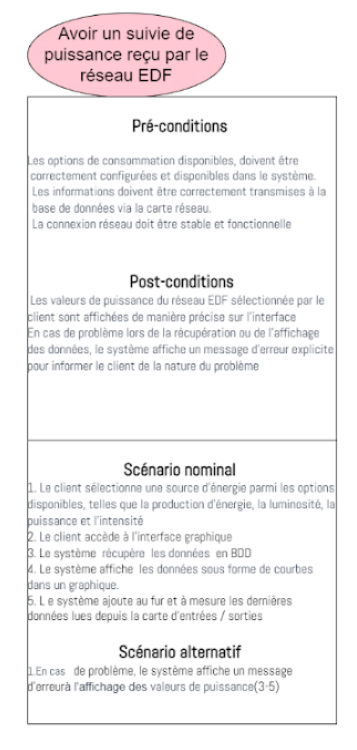 Avoir un suivie de
puissance reçu par le
réseau EDF
Pré-conditions
Les options de consommation disponibles, doivent être
correctement configurées et disponibles dans le système.
Les informations doivent être correctement transmises à la
base de données via la carte réseau.
La connexion réseau doit être stable et fonctionnelle
Post-conditions
Les valeurs de puissance du réseau EDF sélectionnée par le
client sont affichées de manière précise sur l'interface
En cas de problème lors de la récupération ou de l'affichage
des données, le système affiche un message d'erreur explicite
pour informer le client de la nature du problème
Scénario nominal
1. Le client sélectionne une source d'énergie parmi les options
disponibles, telles que la production d'énergie, la luminosité, la
puissance et l'intensité
2. Le client accède à l'interface graphique
3. Le système récupère les données en BDD
4. Le système affiche les données sous forme de courbes
dans un graphique.
5. L e système ajoute au fur et à mesure les dernières
données lues depuis la carte d'entrées / sorties
Scénario alternatif
1.En cas de problème, le système affiche un message
d'erreurà l'affichage des valeurs de puissance(3-5)